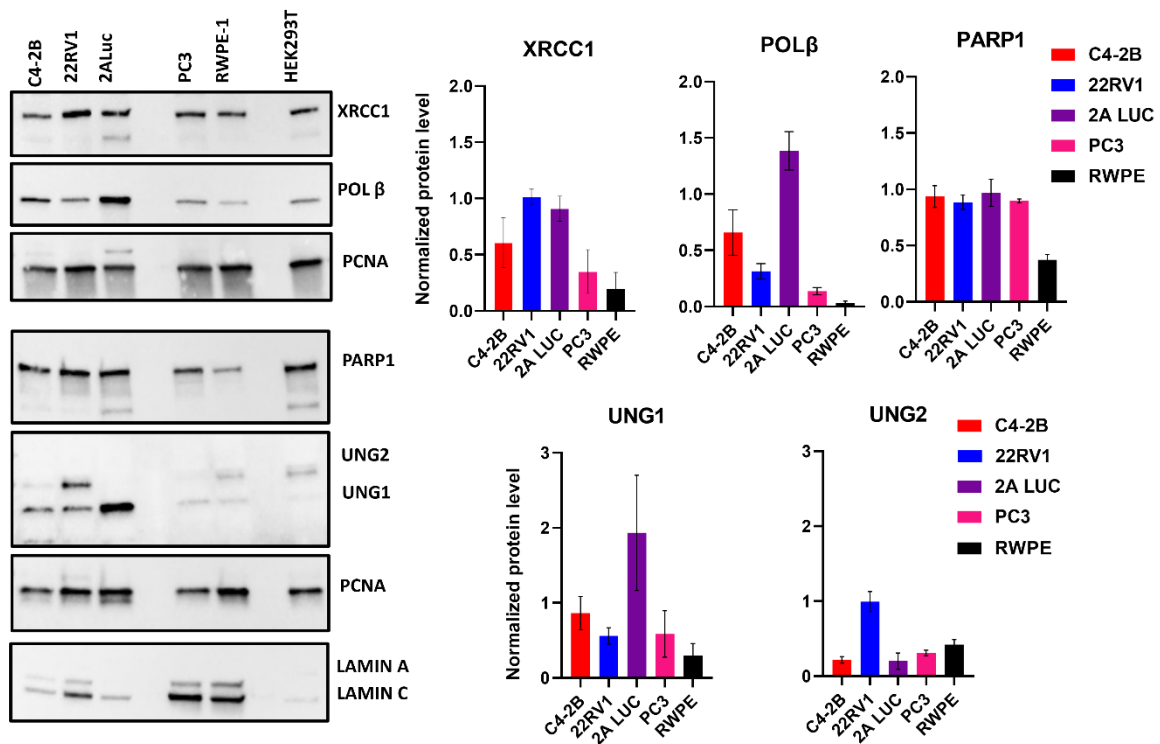 C4-2B
22RV1
2ALuc
PC3
RWPE-1
HEK293T
XRCC1
POL β
PCNA
PARP1
UNG2
UNG1
PCNA
LAMIN A
LAMIN C
XRCC1
Normalized protein level
2.0
1.5
1.0
0.5
0.0
C4-2B
22RV1
2A LUC
PC3
RWPE
POLβ
2.0
1.5
1.0
0.5
0.0
C4-2B
22RV1
2A LUC
PC3
RWPE
PARP1
2.0
1.5
1.0
0.5
0.0
C4-2B
22RV1
2A LUC
PC3
RWPE
C4-2B
22RV1
2A LUC
PC3
RWPE
UNG1
Normalized protein level
3
2
1
0
C4-2B
22RV1
2A LUC
PC3
RWPE
UNG2
3
2
1
0
C4-2B
22RV1
2A LUC
PC3
RWPE
C4-2B
22RV1
2A LUC
PC3
RWPE